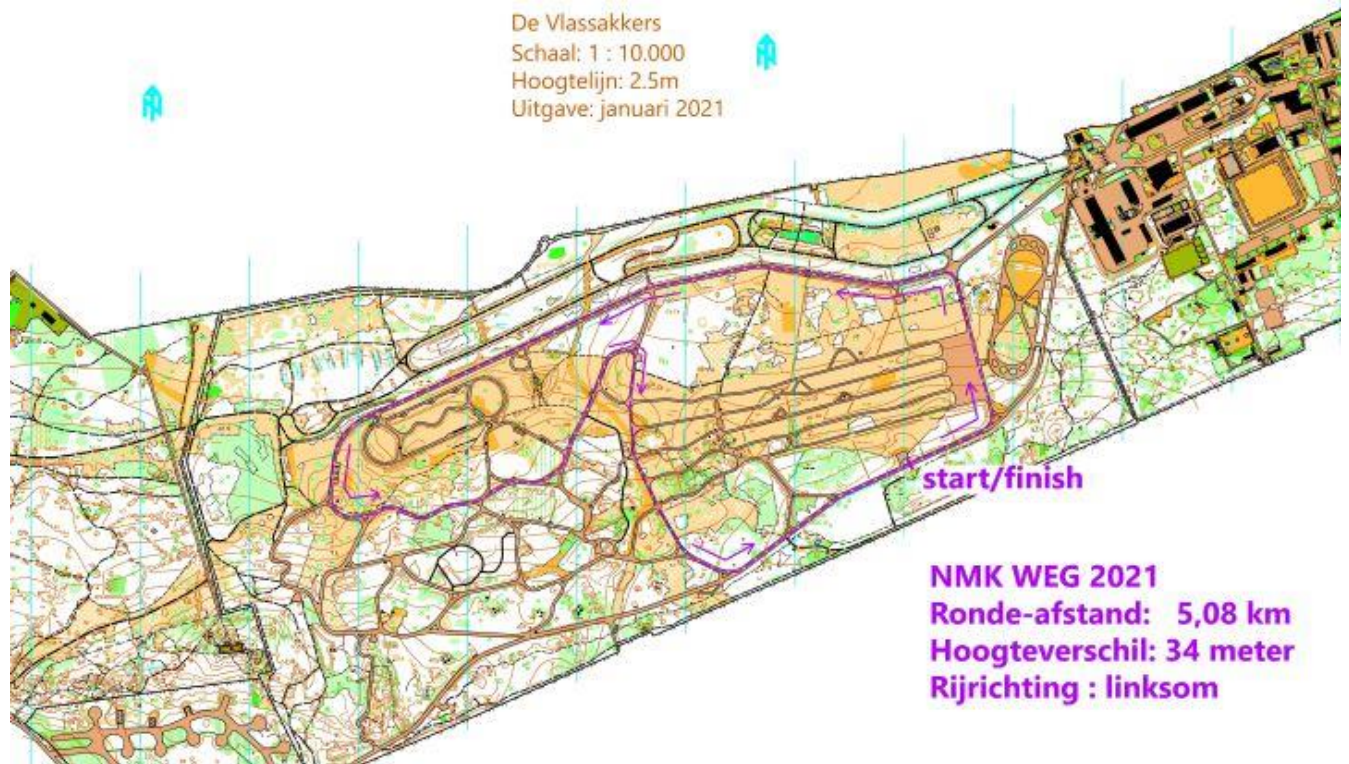 De Vlassakkers
Schaal: 1 : 10.000
Hoogtelijn: 2.5m
Uitgave: januari 2021
start/finish
NMK WEG 2021
Ronde-afstand: 5,08 km
Hoogteverschil: 34 meter
Rijrichting : linksom